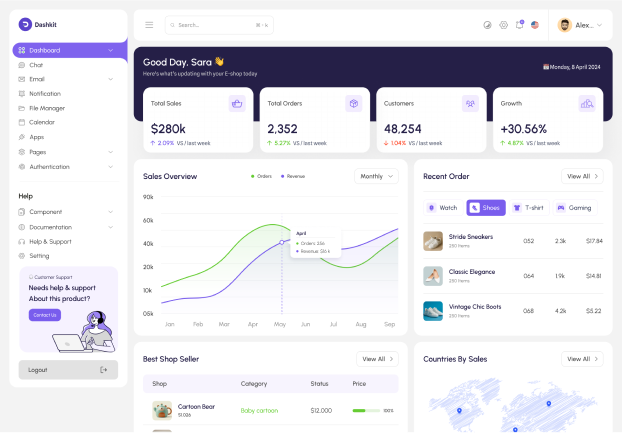 Dashkit
Search...
⌘ - k
Alex...
Dashboard
Chat
Email
Notification
File Manager
Calendar
Apps
Pages
Authentication
Help
Component
Documentation
Help & Support
Setting
Customer Support
Needs help & support
About this product?
Contact Us
Logout
Good Day, Sara 👋
Here's what's updating with your E-shop today
Monday, 8 April 2024
Total Sales
$280k
↑ 2.09% VS / last week
Total Orders
2,352
↑ 5.27% VS / last week
Customers
48,254
↓ 1.04% VS / last week
Growth
+30.56%
↑ 4.87% VS / last week
Sales Overview
Orders
Revenue
Monthly
90k
60k
40k
20k
10k
05k
April
Orders
Revenue
Jan Feb Mar Apr May Jun Jul Aug Sep
Recent Order
View All
Watch
Shoes
T-shirt
Gaming
Stride Sneakers
280 Items
052 2.3k $17.84
Classic Elegance
280 Items
064 1.9k $14.81
Vintage Chic Boots
280 Items
068 4.2k $5.22
Best Shop Seller
View All
Shop Category Status Price
Cartoon Bear
Baby cartoon $12,000 100%
Countries By Sales
View All